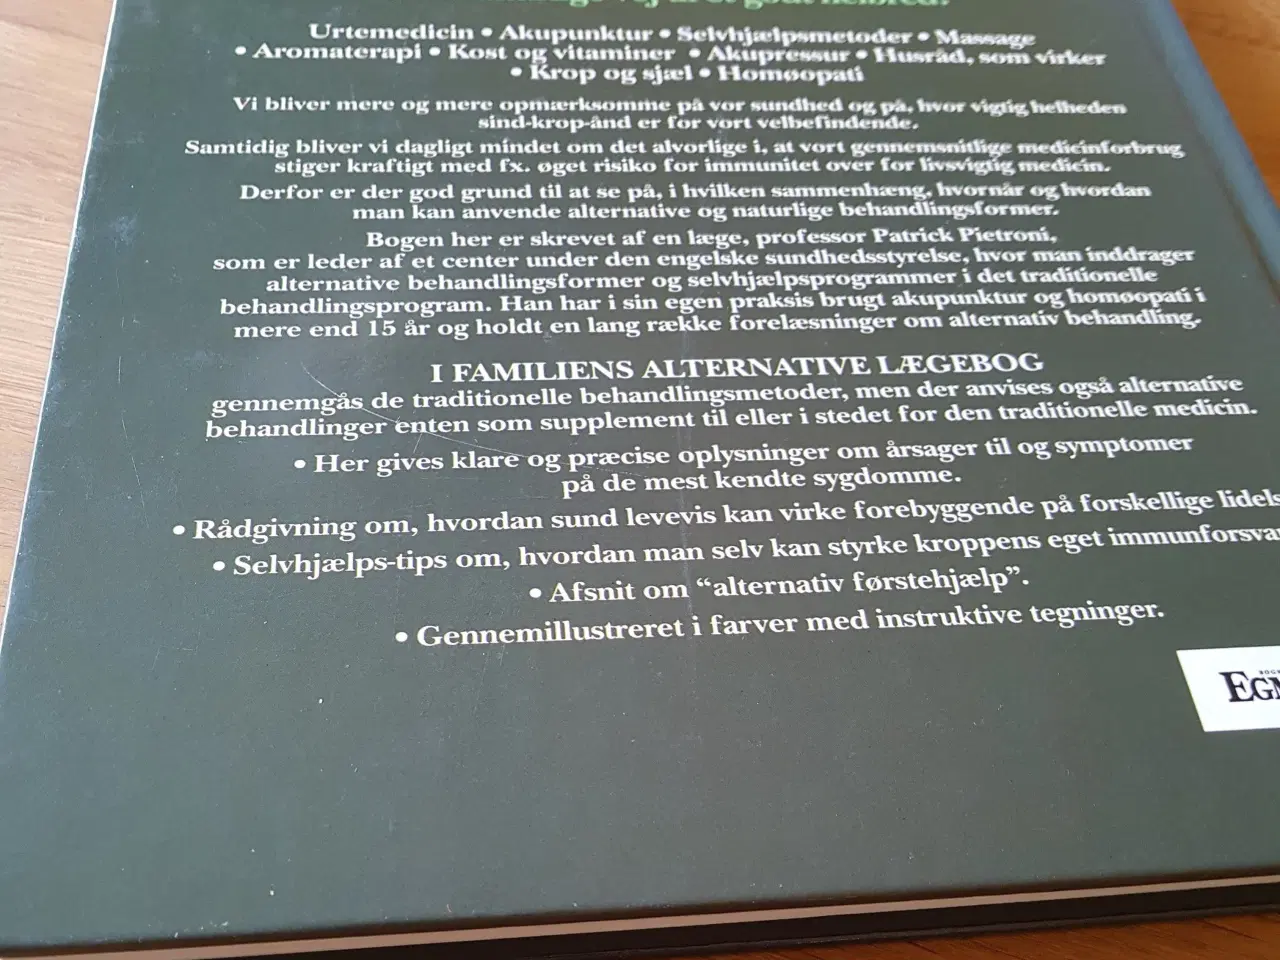 vej til et godt helbred.
Urtemedicin • Akupunktur • Selvhjælpsmetoder • Massage
• Aromaterapi • Kost og vitaminer • Akupressur • Husråd, som virker
• Krop og sjæl • Homøopati
Vi bliver mere og mere opmærksomme på vor sundhed og på, hvor vigtig helheden
sind-krop-ånd er for vort velbefindende.
Samtidig bliver vi dagligt mindet om det alvorlige i, at vort gennemsnitlige medicinforbrug
stiger kraftigt med fx. øget risiko for immunitet over for livsvigtig medicin.
Derfor er der god grund til at se på, i hvilken sammenhæng, hvornår og hvordan
man kan anvende alternative og naturlige behandlingsformer.
Bogen her er skrevet af en læge, professor Patrick Pietroni,
som er leder af et center under den engelske sundhedsstyrelse, hvor man inddrager
alternative behandlingsformer og selvhjælpsprogrammer i det traditionelle
behandlingsprogram. Han har i sin egen praksis brugt akupunktur og homøopati i
mere end 15 år og holdt en lang række forelæsninger om alternativ behandling.
I FAMILIENS ALTERNATIVE LÆGEBOG
gennemgås de traditionelle behandlingsmetoder, men der anvises også alternative
behandlinger enten som supplement til eller i stedet for den traditionelle medicin.
• Her gives klare og præcise oplysninger om årsager til og symptomer
på de mest kendte sygdomme.
• Rådgivning om, hvordan sund levevis kan virke forebyggende på forskellige lidels
• Selvhjælps-tips om, hvordan man selv kan styrke kroppens eget immunforsva
• Afsnit om “alternativ førstehjælp”.
• Gennemillustreret i farver med instruktive tegninger.
EGM